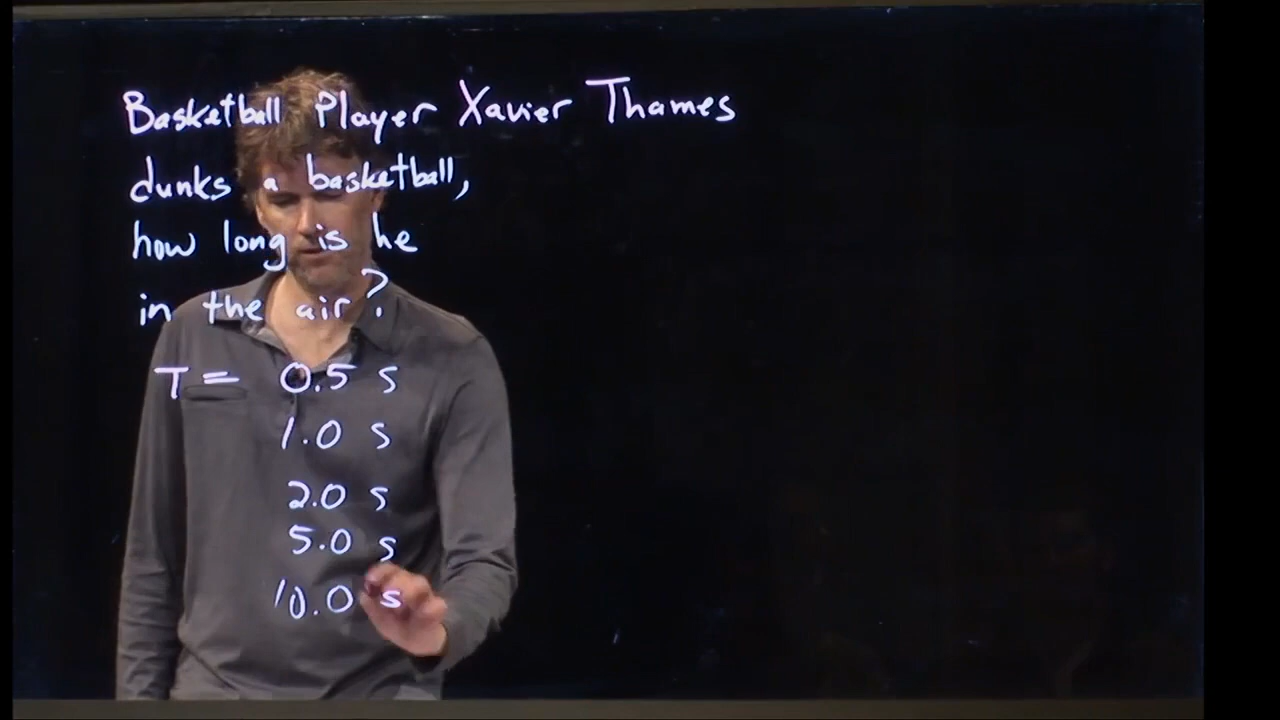 Basketball Player Xavier Thames
dunks a basketball,
how long is he
in the air?
T = 0.5 s
1.0 s
2.0 s
5.0 s
10.0 s